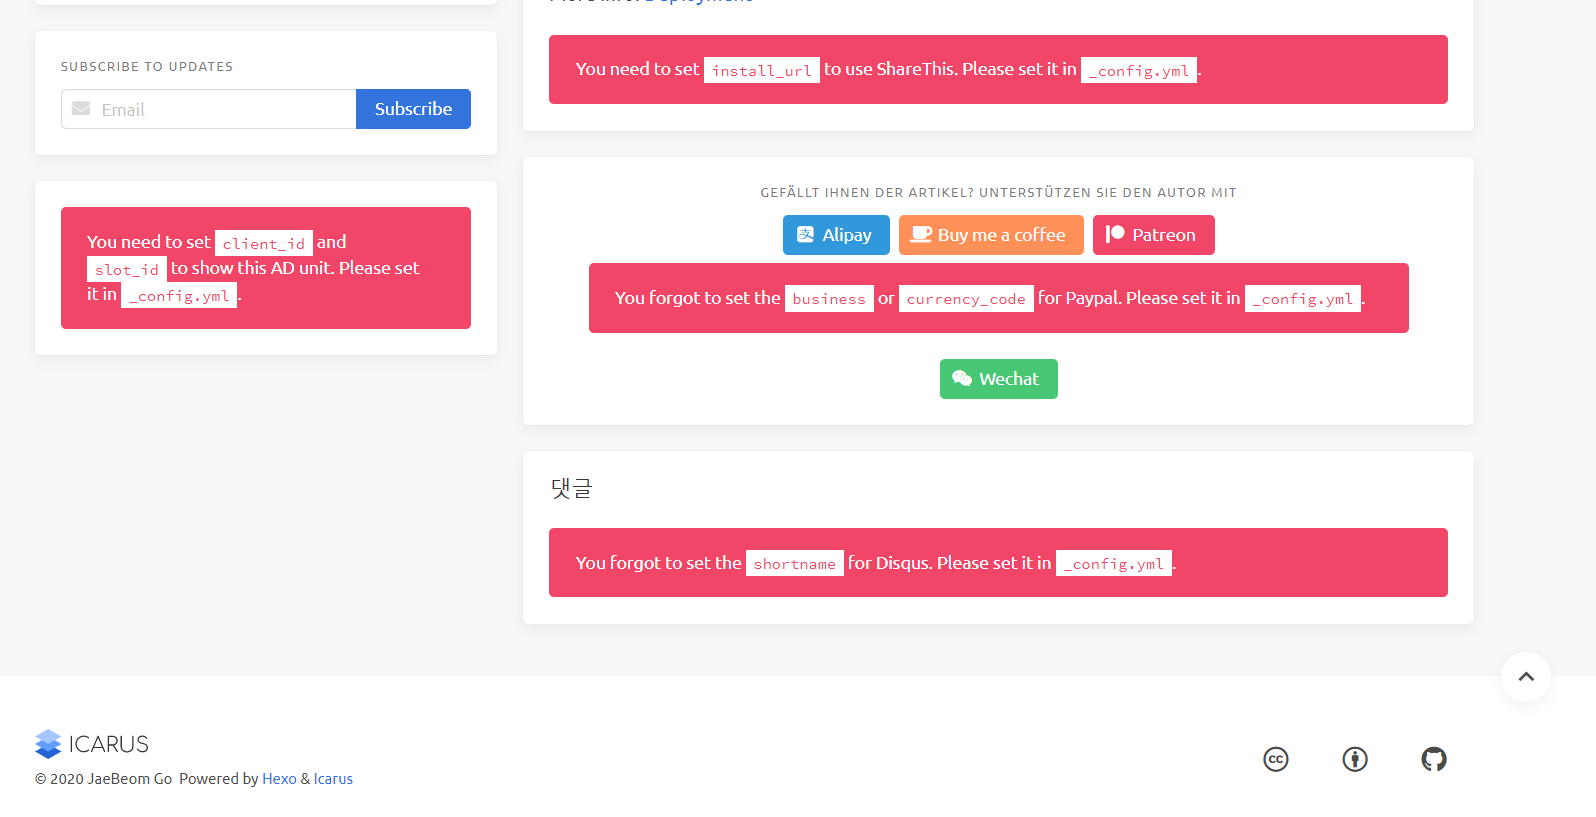 SUBSCRIBE TO UPDATES
Email
Subscribe
You need to set client_id and
slot_id to show this AD unit. Please set
it in _config.yml.
You need to set install_url to use ShareThis. Please set it in _config.yml.
GEFÄLLT IHNEN DER ARTIKEL? UNTERSTÜTZEN SIE DEN AUTOR MIT
Alipay
Buy me a coffee
Patreon
You forgot to set the business or currency_code for Paypal. Please set it in _config.yml.
Wechat
댓글
You forgot to set the shortname for Disqus. Please set it in _config.yml.
ICARUS
© 2020 JaeBeom Go Powered by Hexo & Icarus